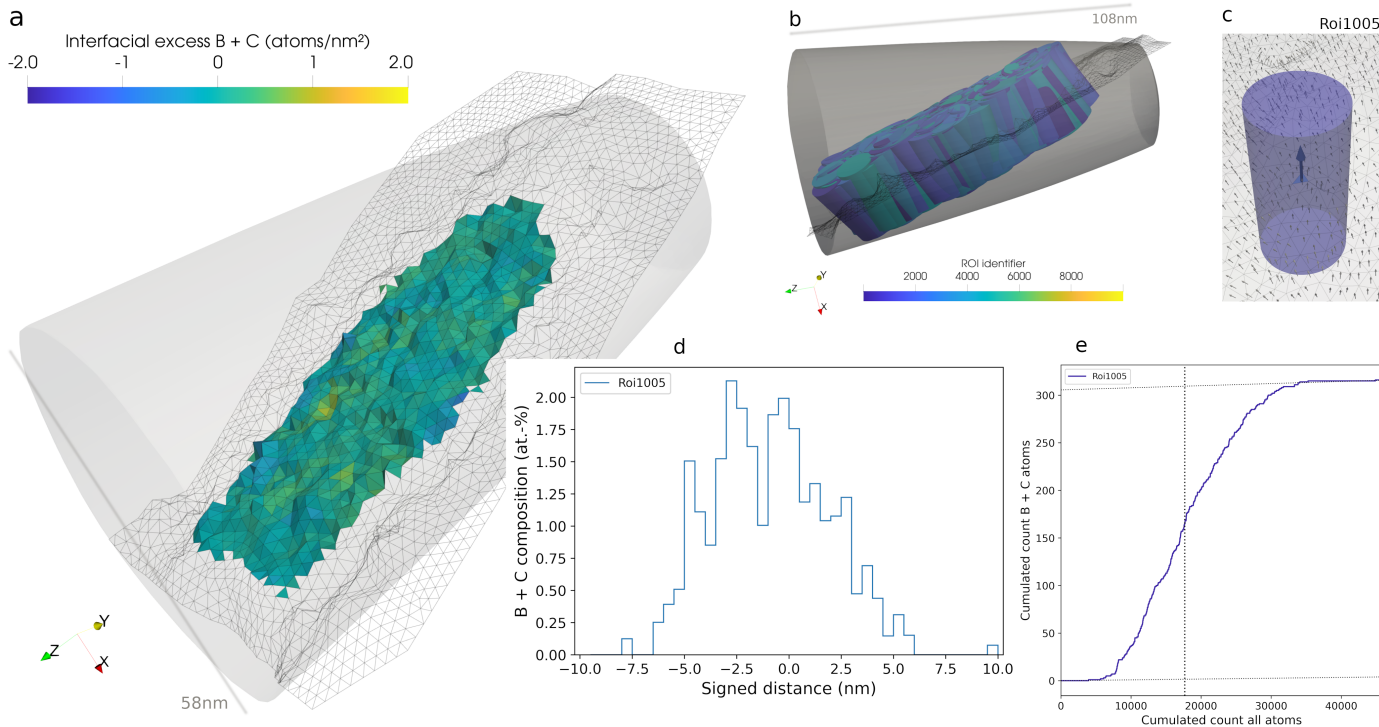 a
Interfacial excess B + C (atoms/nm²)
-2.0 -1 0 1 2.0
Y
Z
X
58nm
b
108nm
Y
Z
X
ROI identifier
2000 4000 6000 8000
c
Roi1005
d
Roi1005
B + C composition (at.-%)
2.00
1.75
1.50
1.25
1.00
0.75
0.50
0.25
0.00
−10.0 −7.5 −5.0 −2.5 0.0 2.5 5.0 7.5 10.0
Signed distance (nm)
e
Roi1005
Cumulated count B + C atoms
300
250
200
150
100
50
0
0 10000 20000 30000 40000
Cumulated count all atoms